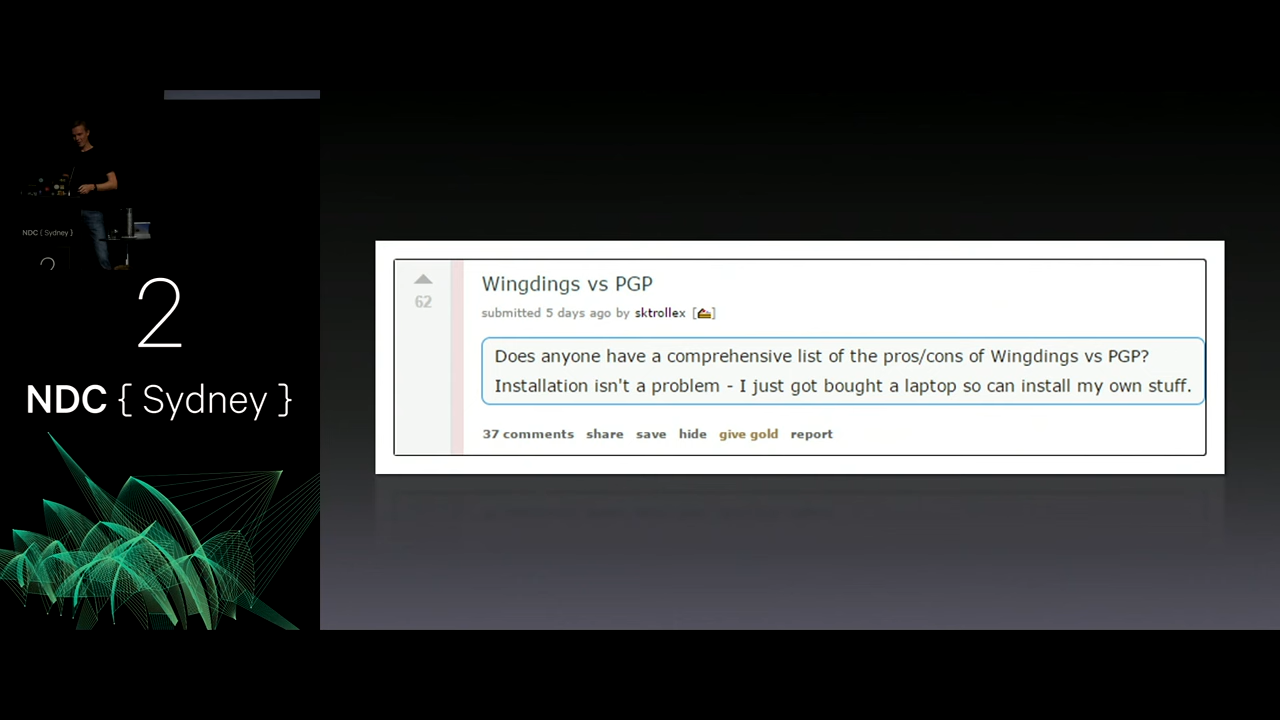 NDC { Sydney }
2
NDC { Sydney }
Wingdings vs PGP
62
submitted 5 days ago by sktrollex []
Does anyone have a comprehensive list of the pros/cons of Wingdings vs PGP?
Installation isn't a problem - I just got bought a laptop so can install my own stuff.
37 comments share save hide give gold report